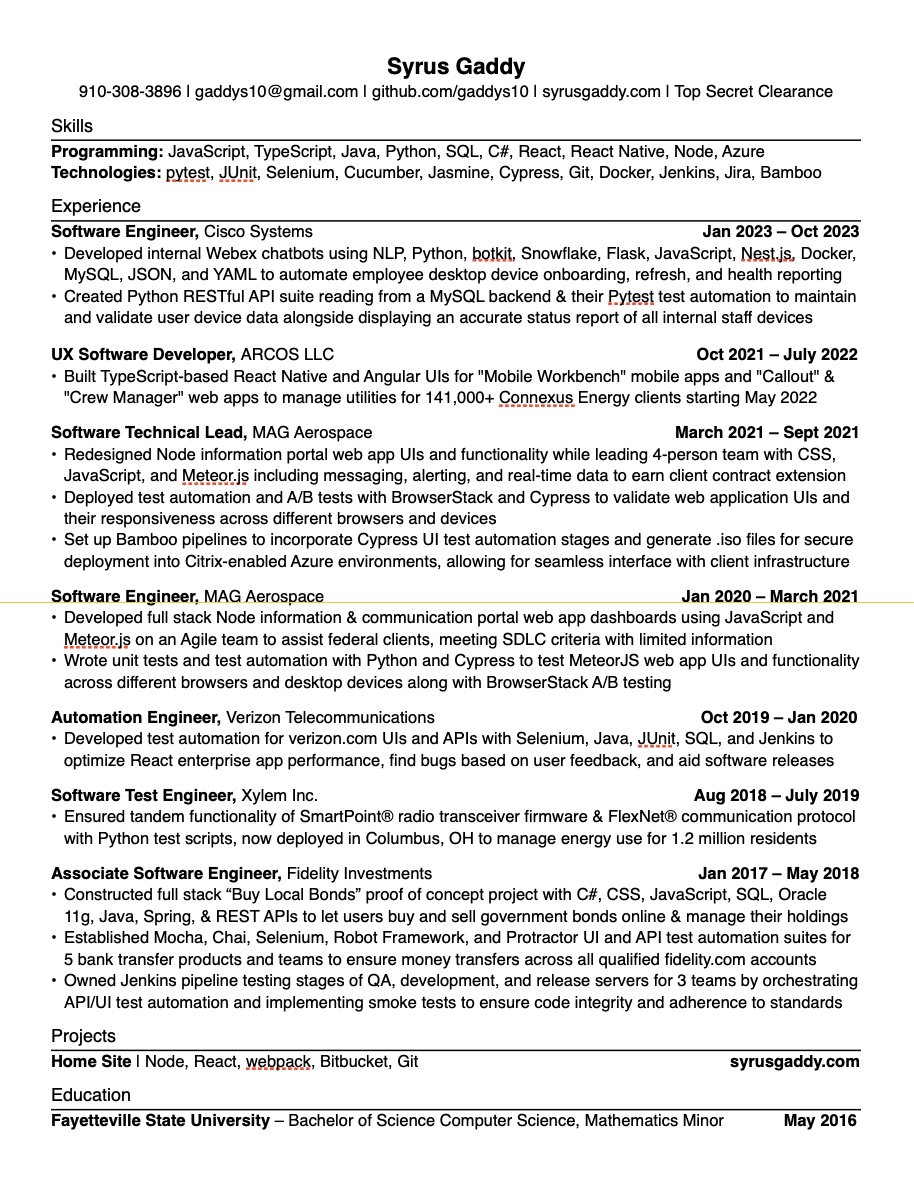 Syrus Gaddy
910-308-3896 | gaddys10@gmail.com | github.com/gaddys10 | syrusgaddy.com | Top Secret Clearance
Skills
Programming: JavaScript, TypeScript, Java, Python, SQL, C#, React, React Native, Node, Azure
Technologies: pytest, JUnit, Selenium, Cucumber, Jasmine, Cypress, Git, Docker, Jenkins, Jira, Bamboo
Experience
Software Engineer, Cisco Systems Jan 2023 – Oct 2023
• Developed internal Webex chatbots using NLP, Python, botkit, Snowflake, Flask, JavaScript, Nest.js, Docker,
MySQL, JSON, and YAML to automate employee desktop device onboarding, refresh, and health reporting
• Created Python RESTful API suite reading from a MySQL backend & their Pytest test automation to maintain
and validate user device data alongside displaying an accurate status report of all internal staff devices
UX Software Developer, ARCOS LLC Oct 2021 – July 2022
• Built TypeScript-based React Native and Angular UIs for "Mobile Workbench" mobile apps and "Callout" &
"Crew Manager" web apps to manage utilities for 141,000+ Connexus Energy clients starting May 2022
Software Technical Lead, MAG Aerospace March 2021 – Sept 2021
• Redesigned Node information portal web app UIs and functionality while leading 4-person team with CSS,
JavaScript, and Meteor.js including messaging, alerting, and real-time data to earn client contract extension
• Deployed test automation and A/B tests with BrowserStack and Cypress to validate web application UIs and
their responsiveness across different browsers and devices
• Set up Bamboo pipelines to incorporate Cypress UI test automation stages and generate .iso files for secure
deployment into Citrix-enabled Azure environments, allowing for seamless interface with client infrastructure
Software Engineer, MAG Aerospace Jan 2020 – March 2021
• Developed full stack Node information & communication portal web app dashboards using JavaScript and
Meteor.js on an Agile team to assist federal clients, meeting SDLC criteria with limited information
• Wrote unit tests and test automation with Python and Cypress to test MeteorJS web app UIs and functionality
across different browsers and desktop devices along with BrowserStack A/B testing
Automation Engineer, Verizon Telecommunications Oct 2019 – Jan 2020
• Developed test automation for verizon.com UIs and APIs with Selenium, Java, JUnit, SQL, and Jenkins to
optimize React enterprise app performance, find bugs based on user feedback, and aid software releases
Software Test Engineer, Xylem Inc. Aug 2018 – July 2019
• Ensured tandem functionality of SmartPoint® radio transceiver firmware & FlexNet® communication protocol
with Python test scripts, now deployed in Columbus, OH to manage energy use for 1.2 million residents
Associate Software Engineer, Fidelity Investments Jan 2017 – May 2018
• Constructed full stack “Buy Local Bonds” proof of concept project with C#, CSS, JavaScript, SQL, Oracle
11g, Java, Spring, & REST APIs to let users buy and sell government bonds online & manage their holdings
• Established Mocha, Chai, Selenium, Robot Framework, and Protractor UI and API test automation suites for
5 bank transfer products and teams to ensure money transfers across all qualified fidelity.com accounts
• Owned Jenkins pipeline testing stages of QA, development, and release servers for 3 teams by orchestrating
API/UI test automation and implementing smoke tests to ensure code integrity and adherence to standards
Projects
Home Site | Node, React, webpack, Bitbucket, Git syrusgaddy.com
Education
Fayetteville State University – Bachelor of Science Computer Science, Mathematics Minor May 2016